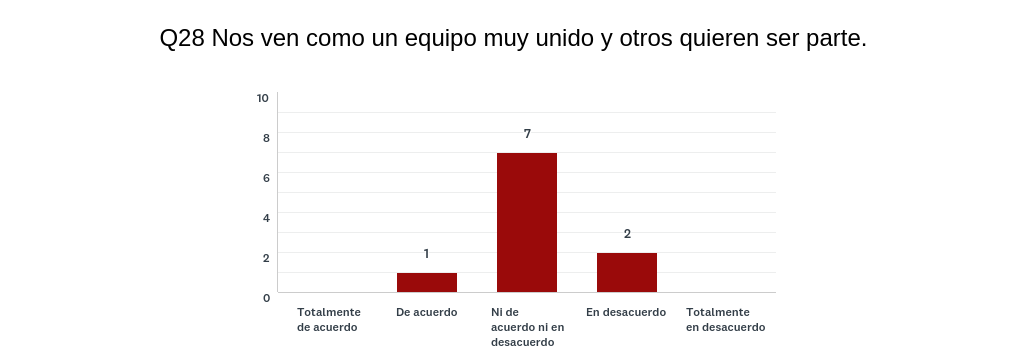 Q28 Nos ven como un equipo muy unido y otros quieren ser parte.
10
8
7
6
4
2
2
1
0
Totalmente
de acuerdo
De acuerdo
Ni de
acuerdo ni en
desacuerdo
En desacuerdo
Totalmente
en desacuerdo